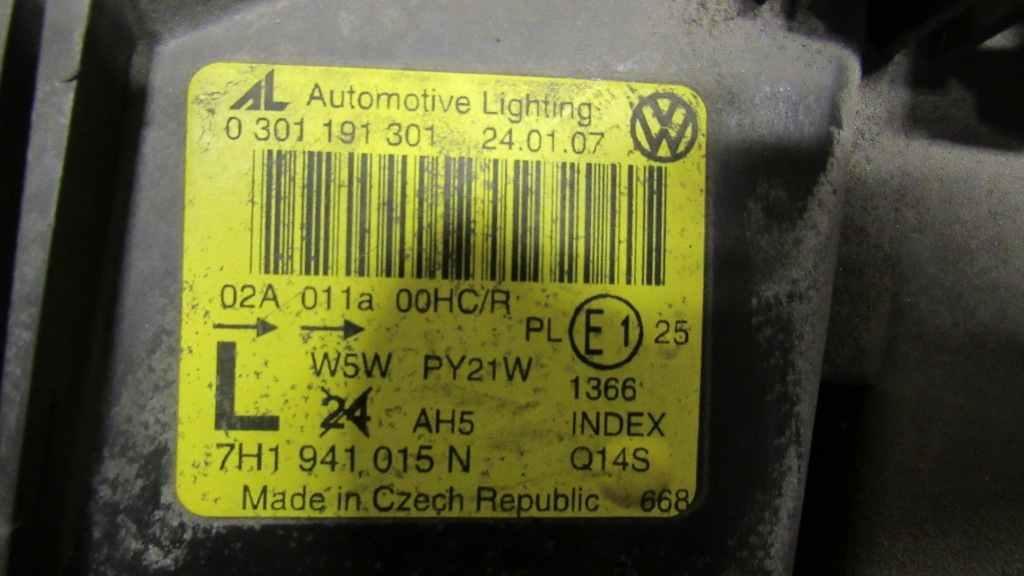 AL Automotive Lighting
0 301 191 301 24.01.07
VW
02A 011a 00HC/R
PL E1 25
L W5W PY21W 1366
24 AH5 INDEX
7H1 941 015 N Q14S
Made in Czech Republic 668